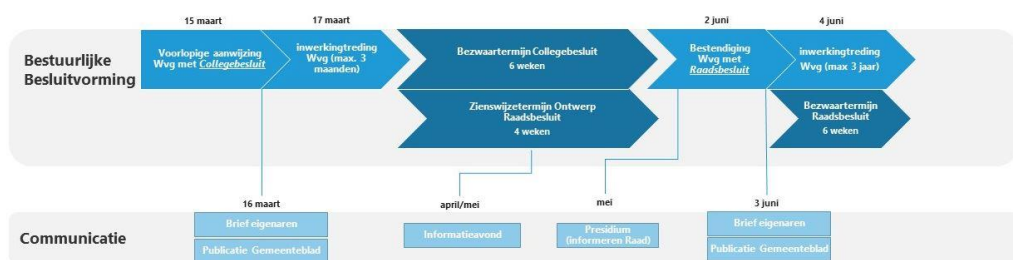 15 maart
17 maart
2 juni
4 juni
Bestuurlijke
Besluitvorming
Voorlopige aanwijzing
Wvg met Collegebesluit
inwerkingtreding
Wvg (max. 3
maanden)
Bezwaartermijn Collegebesluit
6 weken
Bestendiging
Wvg met
Raadsbesluit
inwerkingtreding
Wvg (max 3 jaar)
Zienswijzetermijn Ontwerp
Raadsbesluit
4 weken
Bezwaartermijn
Raadsbesluit
6 weken
16 maart
april/mei
mei
3 juni
Communicatie
Brief eigenaren
Publicatie Gemeenteblad
Informatieavond
Presidium
(informeren Raad)
Brief eigenaren
Publicatie Gemeenteblad